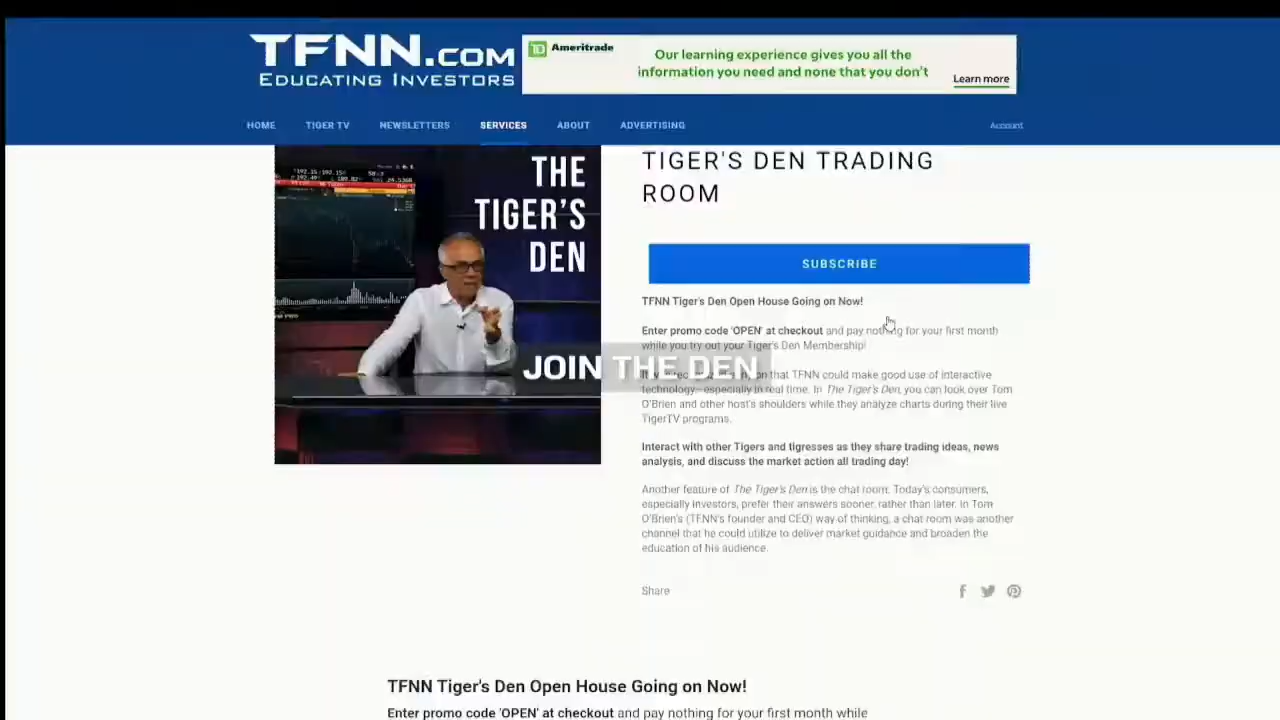 TFNN.COM
EDUCATING INVESTORS
TD Ameritrade
Our learning experience gives you all the
information you need and none that you don't
Learn more
HOME TIGER TV NEWSLETTERS SERVICES ABOUT ADVERTISING Account
THE
TIGER'S
DEN
TIGER'S DEN TRADING
ROOM
SUBSCRIBE
TFNN Tiger's Den Open House Going on Now!
Enter promo code 'OPEN' at checkout and pay nothing for your first month
while you try out your Tiger's Den Membership!
JOIN THE DEN
that TFNN could make good use of interactive
technology—especially in real time. In The Tiger's Den, you can look over Tom
O'Brien and other host's shoulders while they analyze charts during their live
TigerTV programs.
Interact with other Tigers and tigresses as they share trading ideas, news
analysis, and discuss the market action all trading day!
Another feature of The Tiger's Den is the chat room. Today's consumers,
especially investors, prefer their answers sooner, rather than later. In Tom
O'Brien's (TFNN's founder and CEO) way of thinking, a chat room was another
channel that he could utilize to deliver market guidance and broaden the
education of his audience.
Share
TFNN Tiger's Den Open House Going on Now!
Enter promo code 'OPEN' at checkout and pay nothing for your first month while